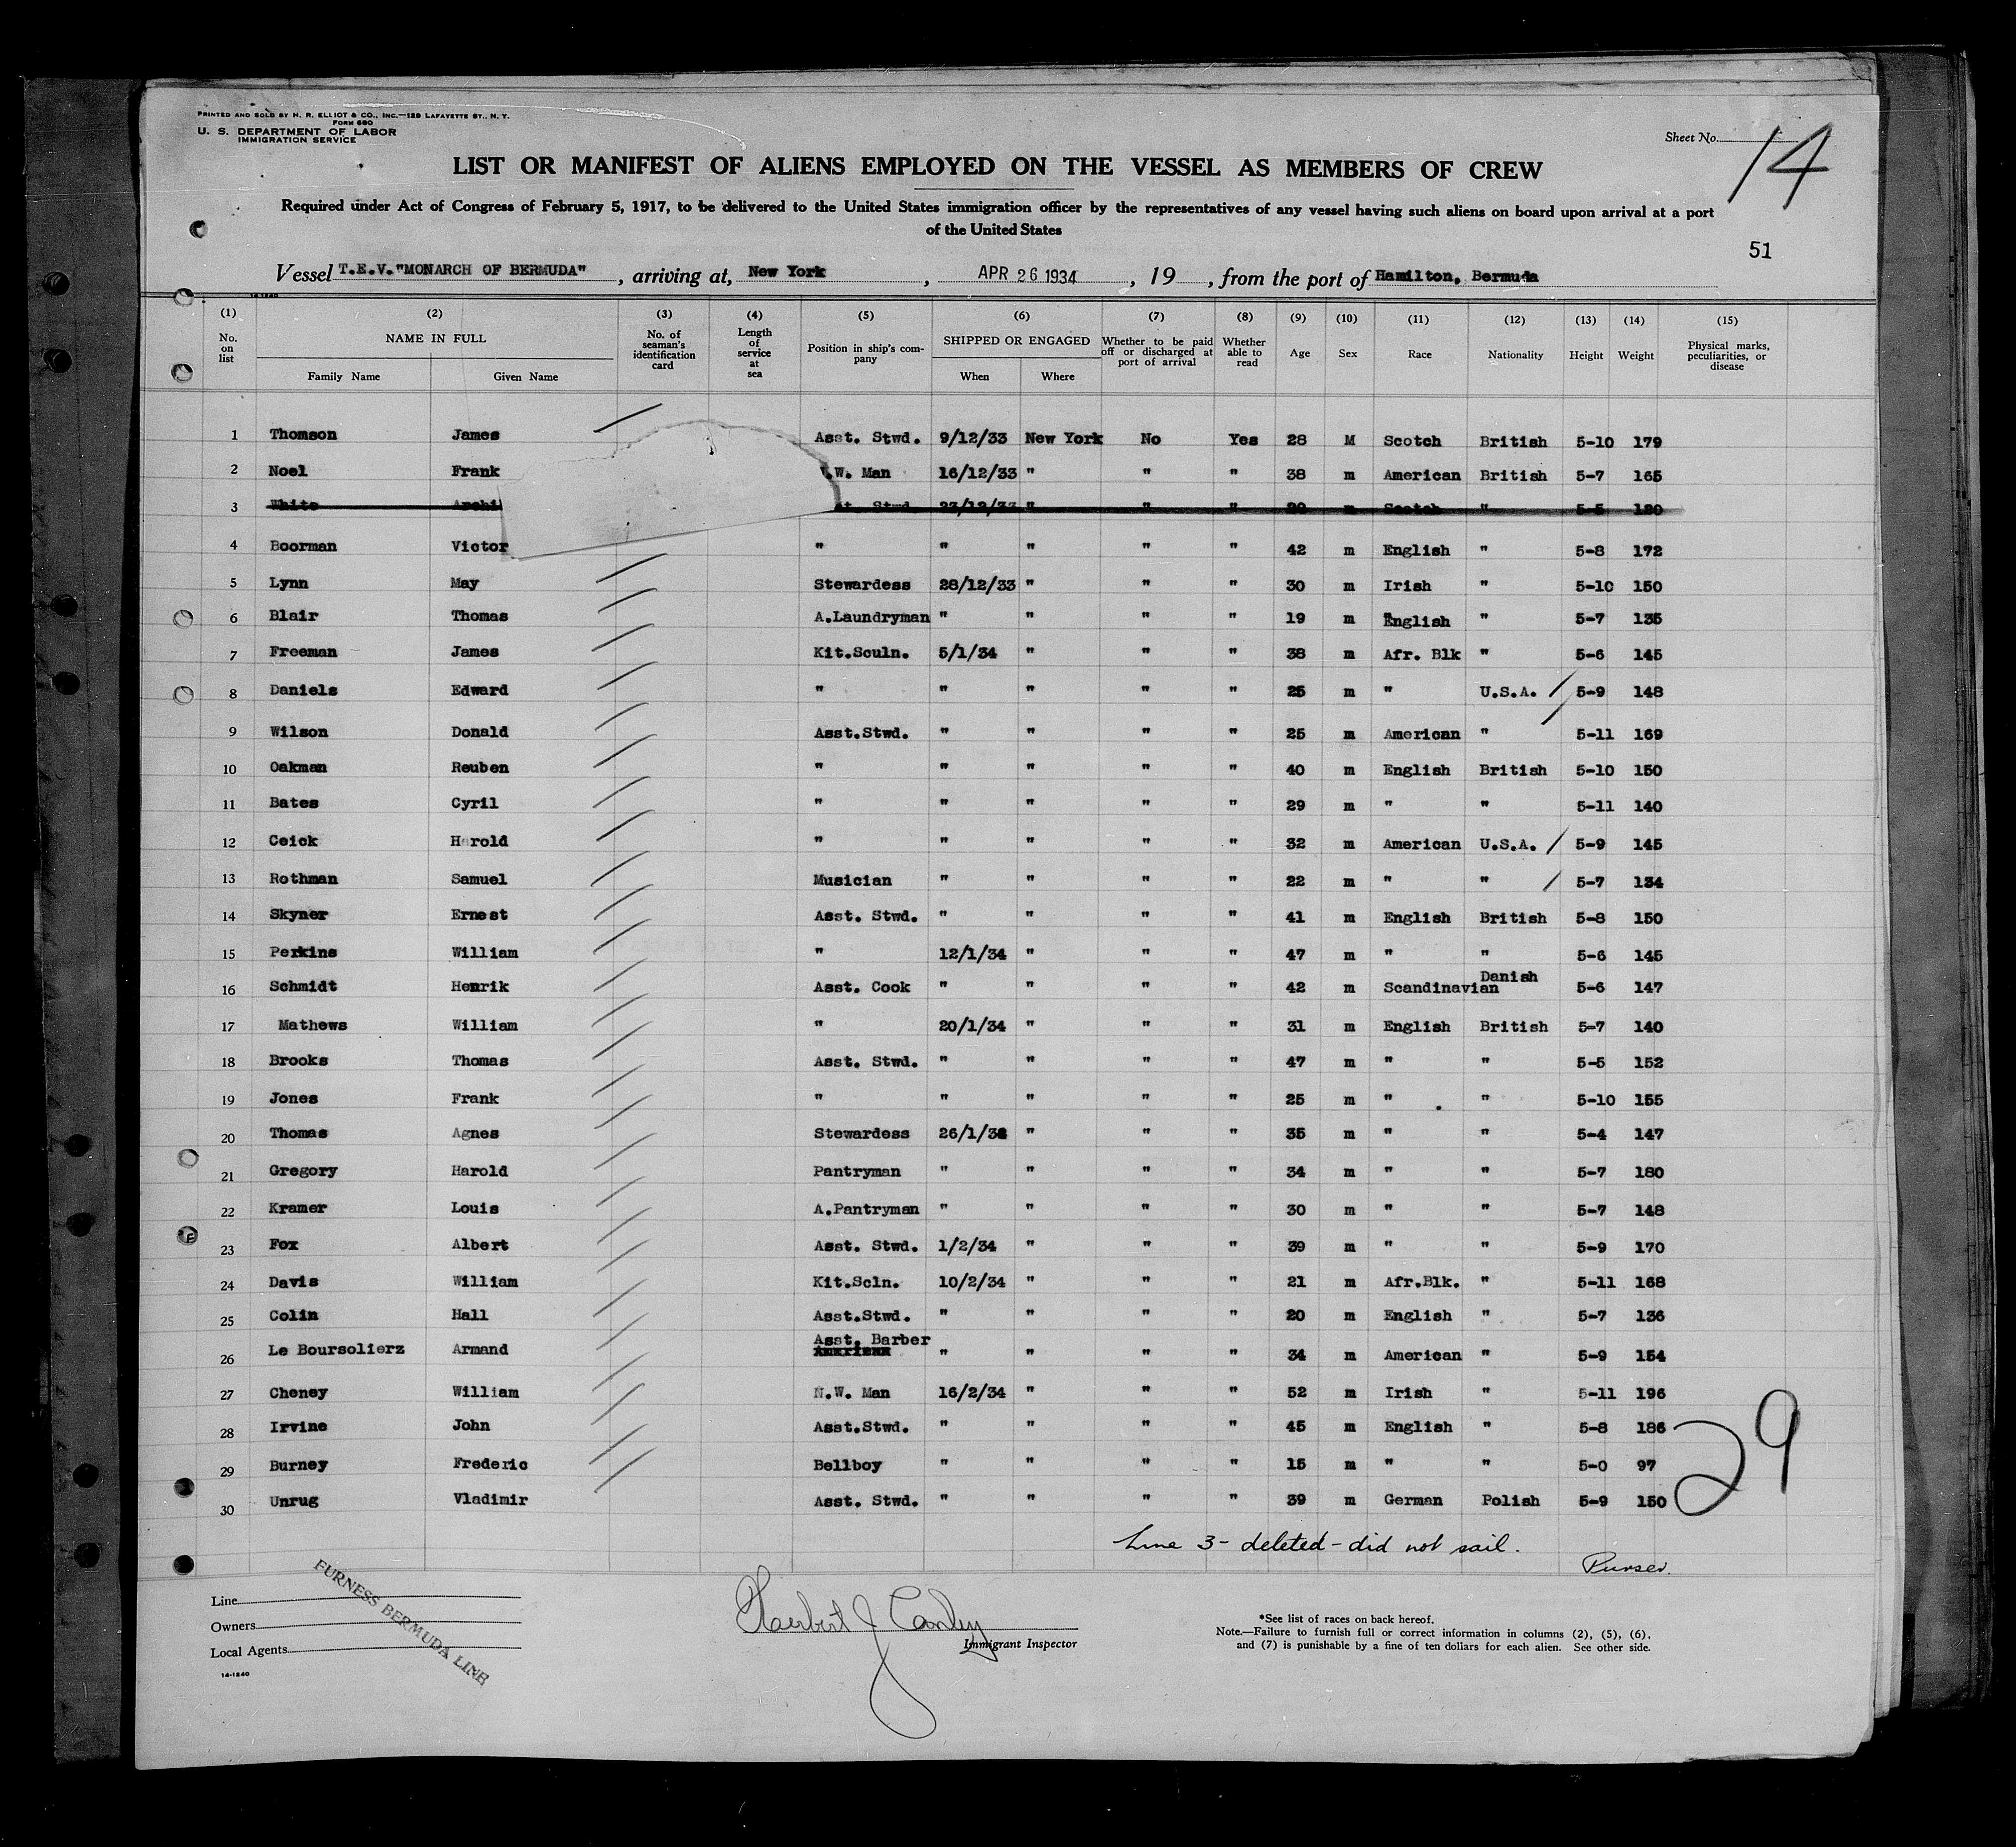 PRINTED AND SOLD BY H. R. ELLIOT & CO., INC.—129 LAFAYETTE ST., N. Y.
FORM 680
U. S. DEPARTMENT OF LABOR
IMMIGRATION SERVICE
Sheet No. 14
LIST OR MANIFEST OF ALIENS EMPLOYED ON THE VESSEL AS MEMBERS OF CREW
Required under Act of Congress of February 5, 1917, to be delivered to the United States immigration officer by the representatives of any vessel having such aliens on board upon arrival at a port
of the United States
51
Vessel T.E.V."MONARCH OF BERMUDA", arriving at, New York, APR 26 1934, 19, from the port of Hamilton, Bermuda
14-1240
(1) (2) (3) (4) (5) (6) (7) (8) (9) (10) (11) (12) (13) (14) (15)
No. on list NAME IN FULL Family Name Given Name No. of seaman's identification card Length of service at sea Position in ship's company SHIPPED OR ENGAGED When Where Whether to be paid off or discharged at port of arrival Whether able to read Age Sex Race Nationality Height Weight Physical marks, peculiarities, or disease
1 Thomson James Asst. Stwd. 9/12/33 New York No Yes 28 M Scotch British 5-10 179
2 Noel Frank .W. Man 16/12/33 " " " 38 m American British 5-7 165
3 White Archi t. Stwd. 23/12/33 " " " 29 m Scotch " 5-5 120
4 Boorman Victor " " " " " 42 m English " 5-8 172
5 Lynn May Stewardess 28/12/33 " " " 30 m Irish " 5-10 150
6 Blair Thomas A.Laundryman " " " " 19 m English " 5-7 135
7 Freeman James Kit.Sculn. 5/1/34 " " " 38 m Afr. Blk " 5-6 145
8 Daniels Edward " " " " " 25 m " U.S.A. 5-9 148
9 Wilson Donald Asst.Stwd. " " " " 25 m American " 5-11 169
10 Oakman Reuben " " " " " 40 m English British 5-10 150
11 Bates Cyril " " " " " 29 m " " 5-11 140
12 Ceick Harold " " " " " 32 m American U.S.A. 5-9 145
13 Rothman Samuel Musician " " " " 22 m " " 5-7 134
14 Skyner Ernest Asst. Stwd. " " " " 41 m English British 5-8 150
15 Perkins William " 12/1/34 " " " 47 m " " 5-6 145
16 Schmidt Henrik Asst. Cook " " " " 42 m Scandinavian Danish 5-6 147
17 Mathews William " 20/1/34 " " " 31 m English British 5-7 140
18 Brooks Thomas Asst. Stwd. " " " " 47 m " " 5-5 152
19 Jones Frank " " " " " 25 m " " 5-10 155
20 Thomas Agnes Stewardess 26/1/34 " " " 35 m " " 5-4 147
21 Gregory Harold Pantryman " " " " 34 m " " 5-7 180
22 Kramer Louis A.Pantryman " " " " 30 m " " 5-7 148
23 Fox Albert Asst. Stwd. 1/2/34 " " " 39 m " " 5-9 170
24 Davis William Kit.Scln. 10/2/34 " " " 21 m Afr.Blk. " 5-11 168
25 Colin Hall Asst.Stwd. " " " " 20 m English " 5-7 136
26 Le Boursolierz Armand Asst. Barber " " " " 34 m American " 5-9 154
27 Cheney William N.W. Man 16/2/34 " " " 52 m Irish " 5-11 196
28 Irvine John Asst.Stwd. " " " " 45 m English " 5-8 186
29 Burney Frederic Bellboy " " " " 15 m " " 5-0 97
30 Unrug Vladimir Asst. Stwd. " " " " 39 m German Polish 5-9 150
29
Line 3 - deleted - did not sail.
Purser.
Line
Owners
Local Agents
FURNESS BERMUDA LINE
14-1240
Herbert J Conley
Immigrant Inspector
*See list of races on back hereof.
Note.—Failure to furnish full or correct information in columns (2), (5), (6),
and (7) is punishable by a fine of ten dollars for each alien. See other side.